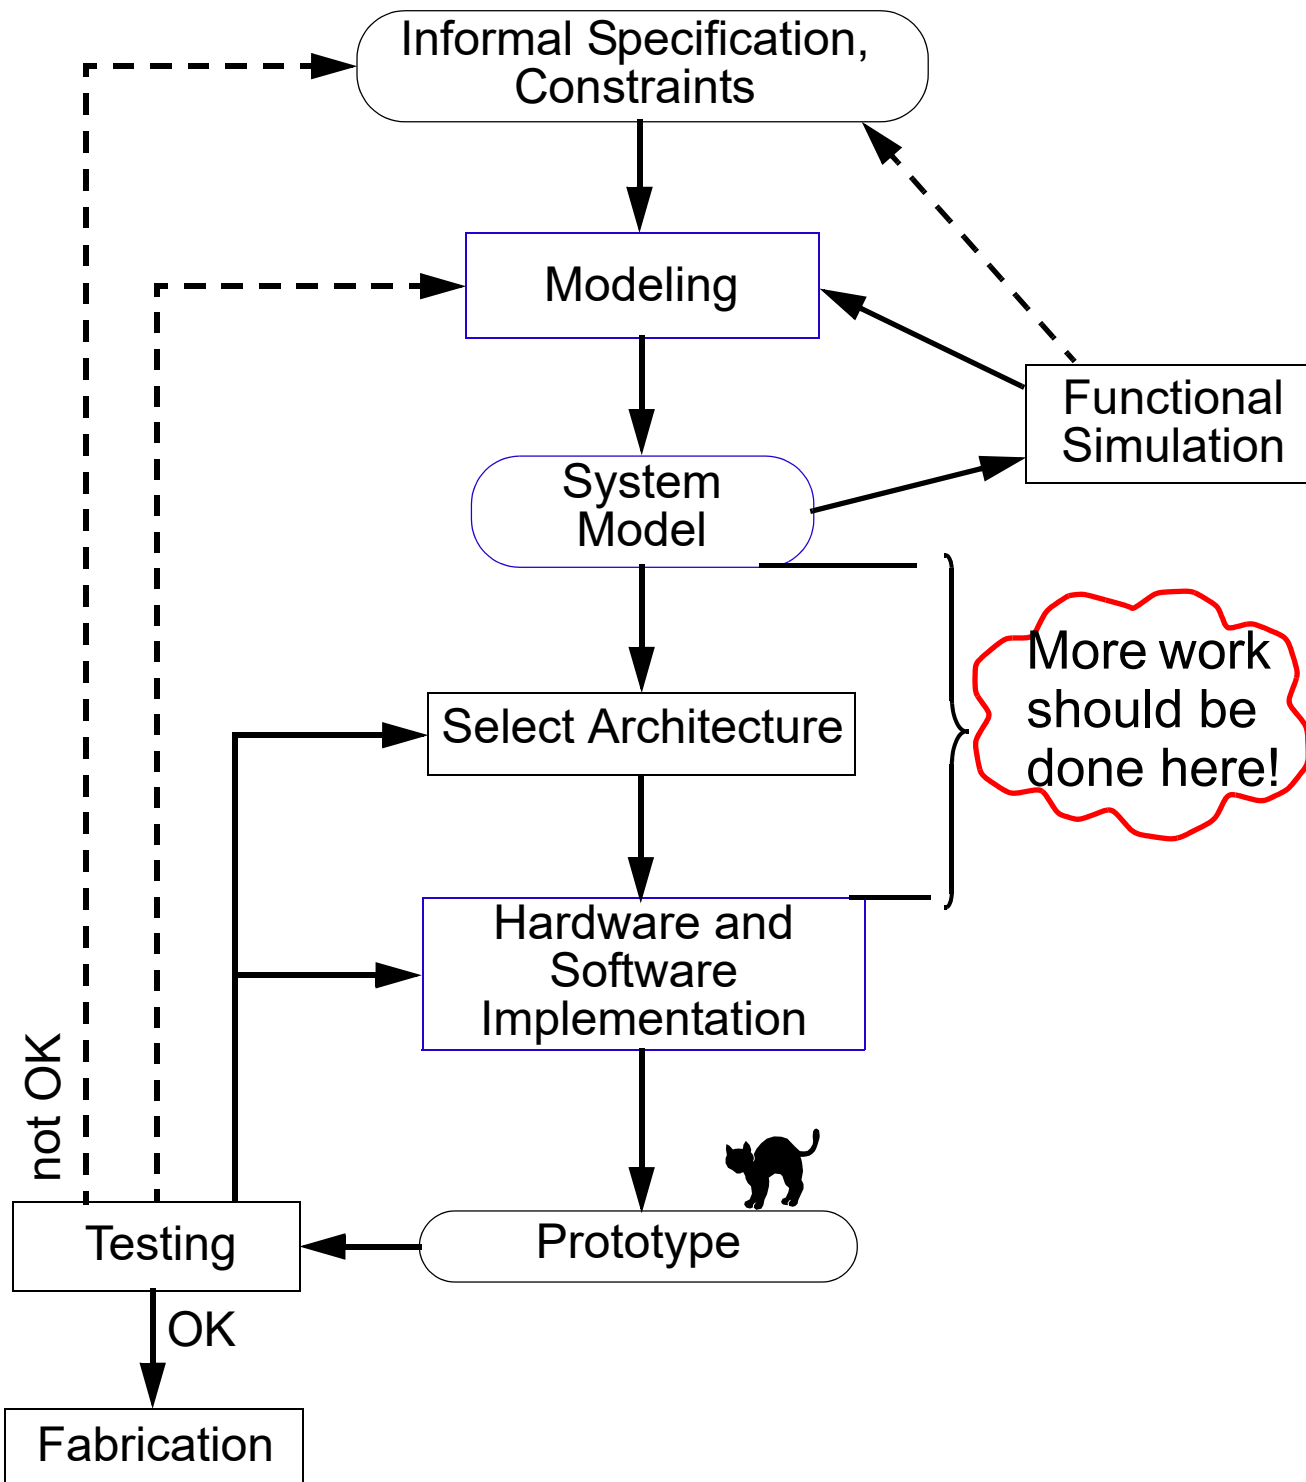 Informal Specification,
Constraints
Modeling
Functional
Simulation
System
Model
More work
should be
done here!
Select Architecture
Hardware and
Software
Implementation
not OK
Testing
Prototype
OK
Fabrication